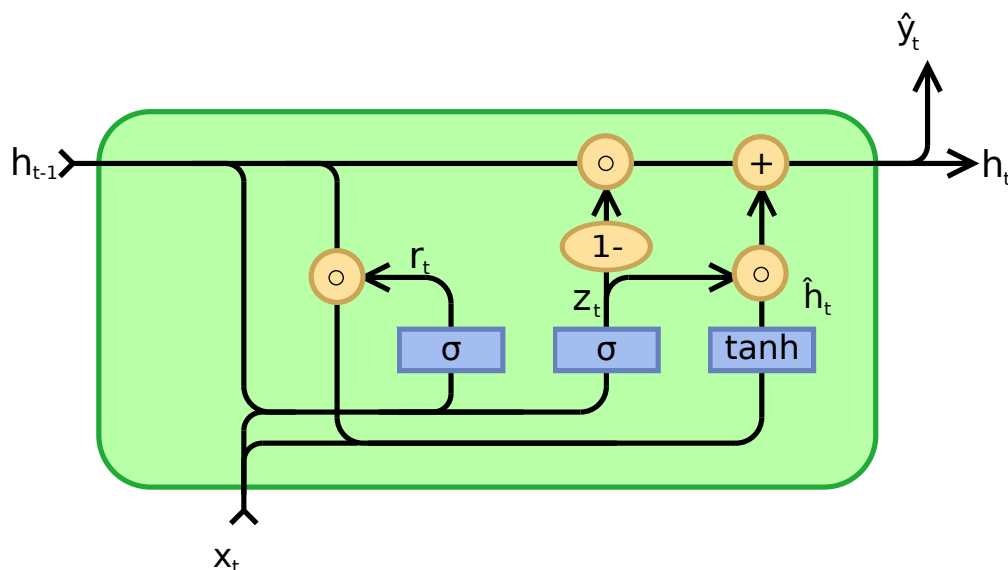 ŷt
ht-1
○
+
ht
1-
rt
○
○
zt
ĥt
σ
σ
tanh
xt